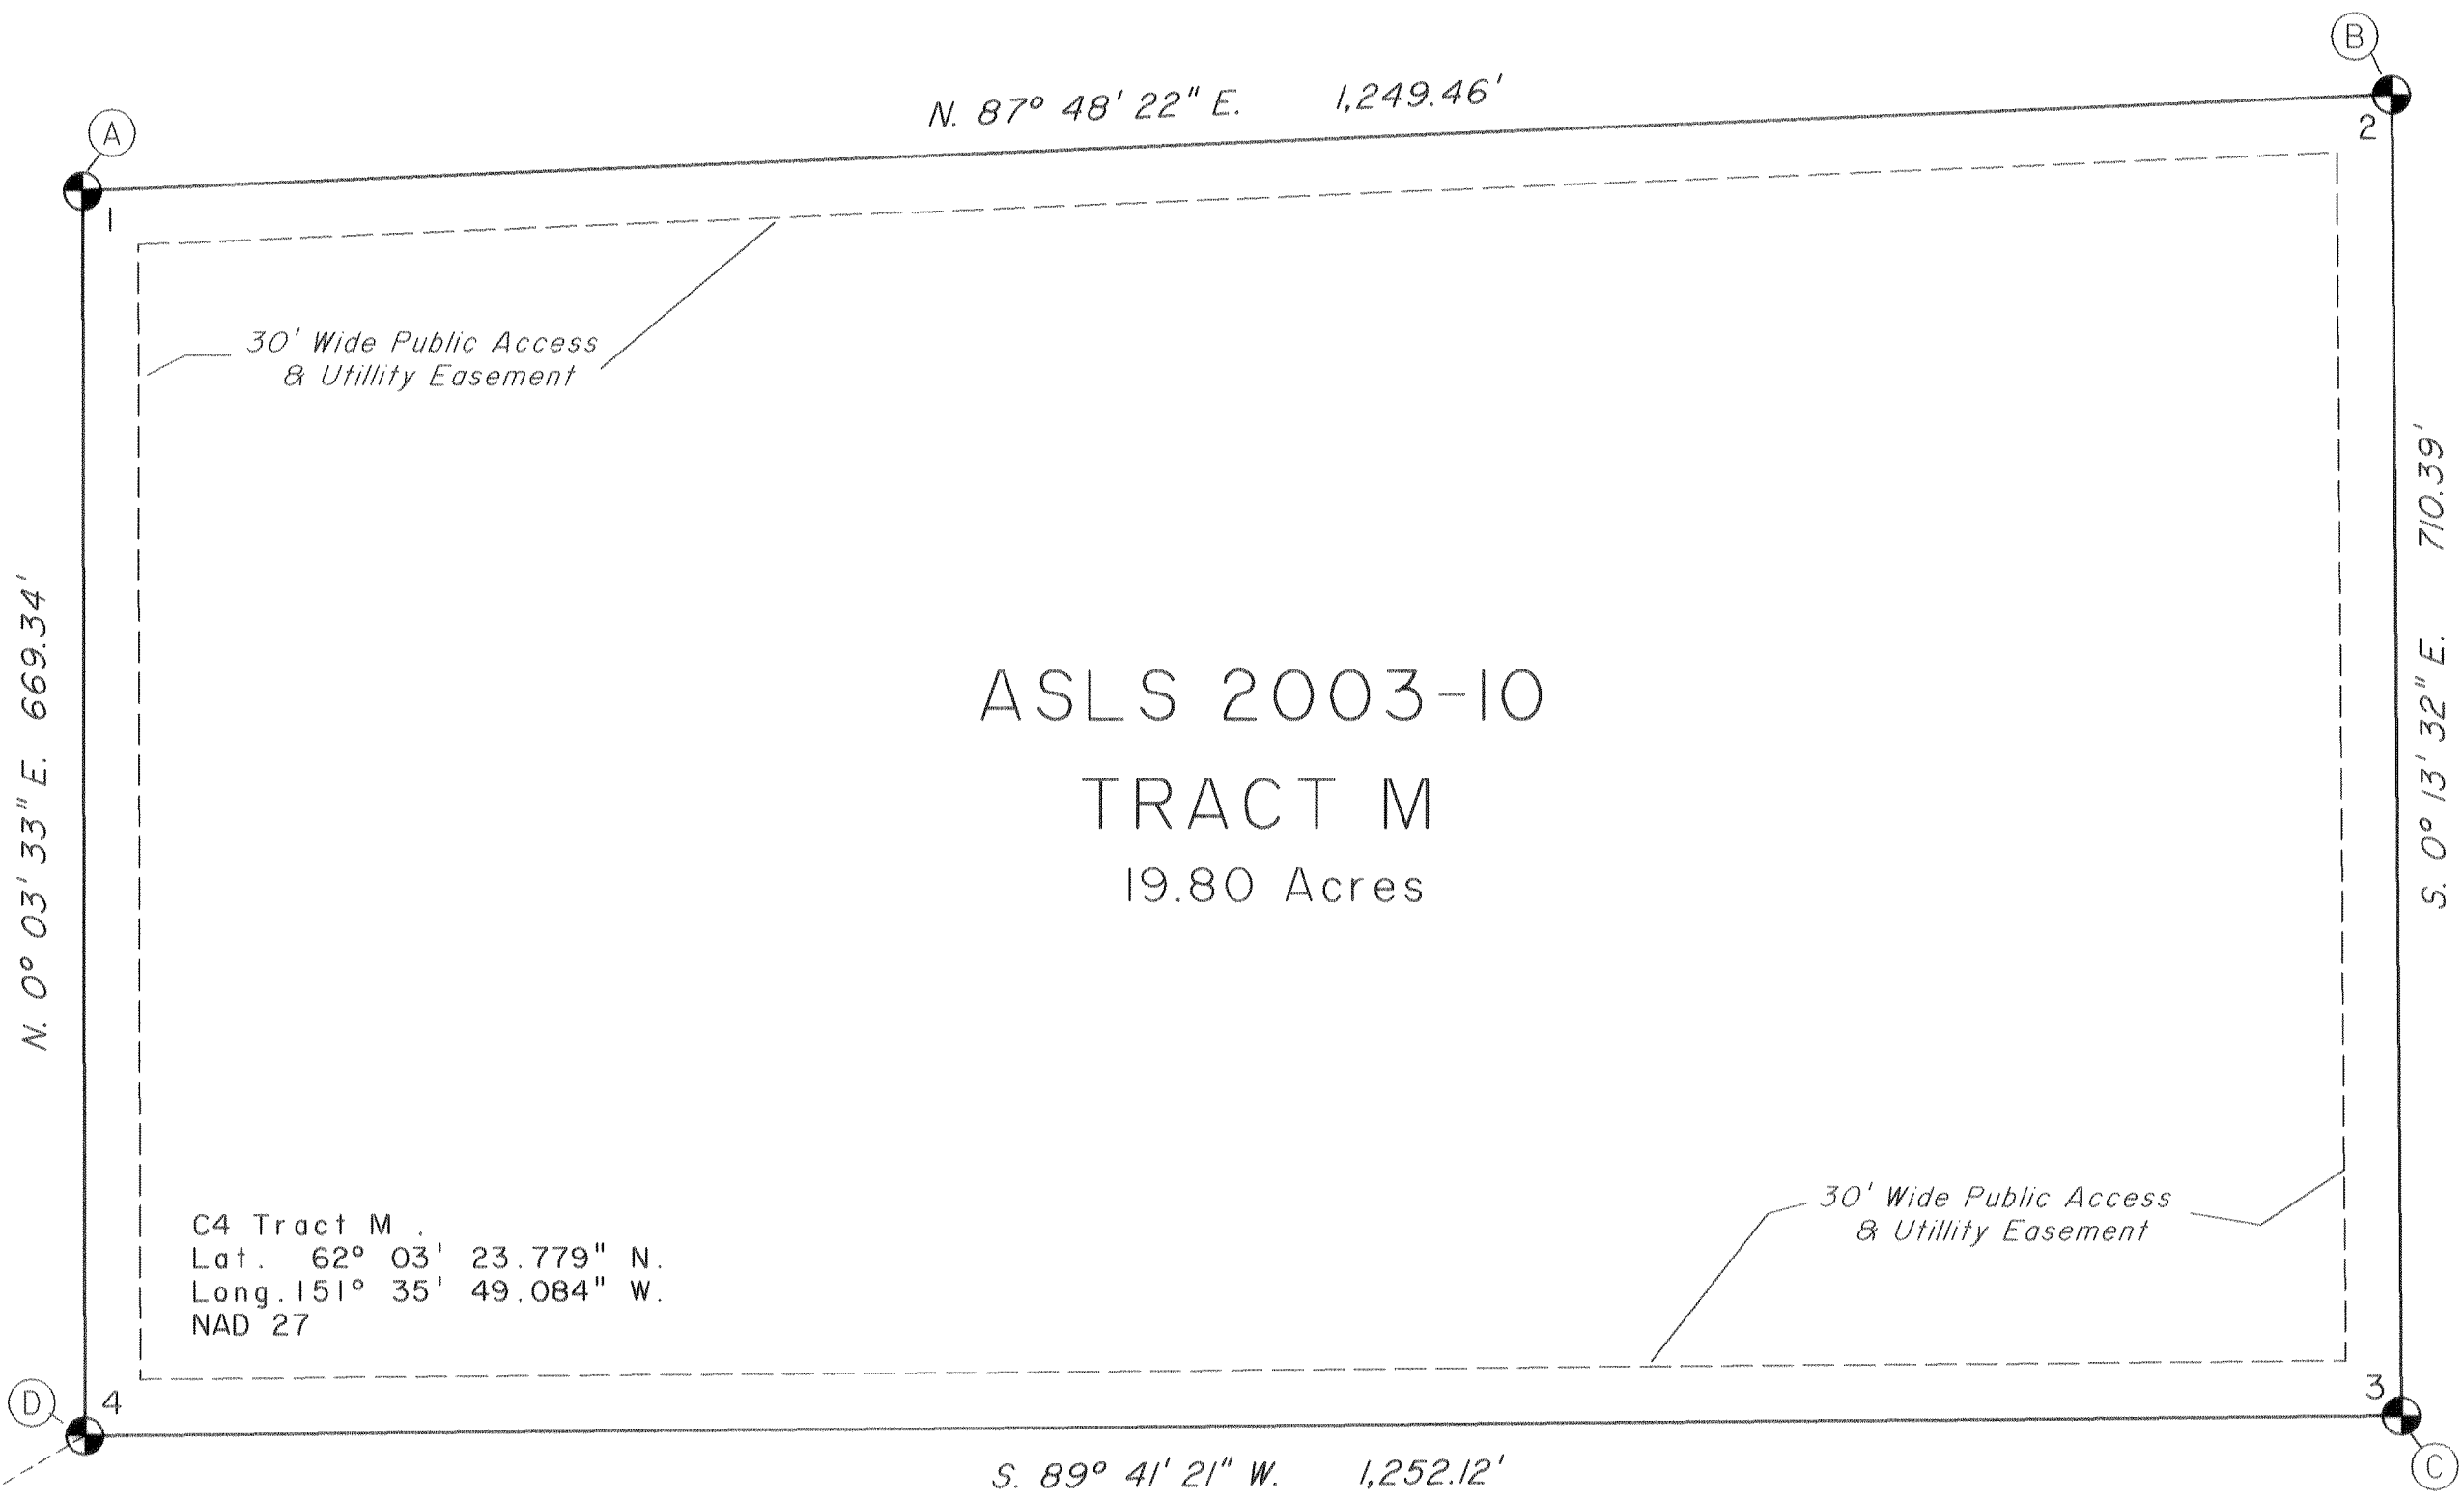 B
N. 87° 48' 22" E. 1,249.46'
A
2
1
30' Wide Public Access
& Utillity Easement
N. 0° 03' 33" E. 669.34'
S. 0° 13' 32" E. 710.39'
ASLS 2003-10
TRACT M
19.80 Acres
30' Wide Public Access
& Utillity Easement
C4 Tract M .
Lat. 62° 03' 23.779" N.
Long. 151° 35' 49.084" W.
NAD 27
D
4
3
S. 89° 41' 21" W. 1,252.12'
C